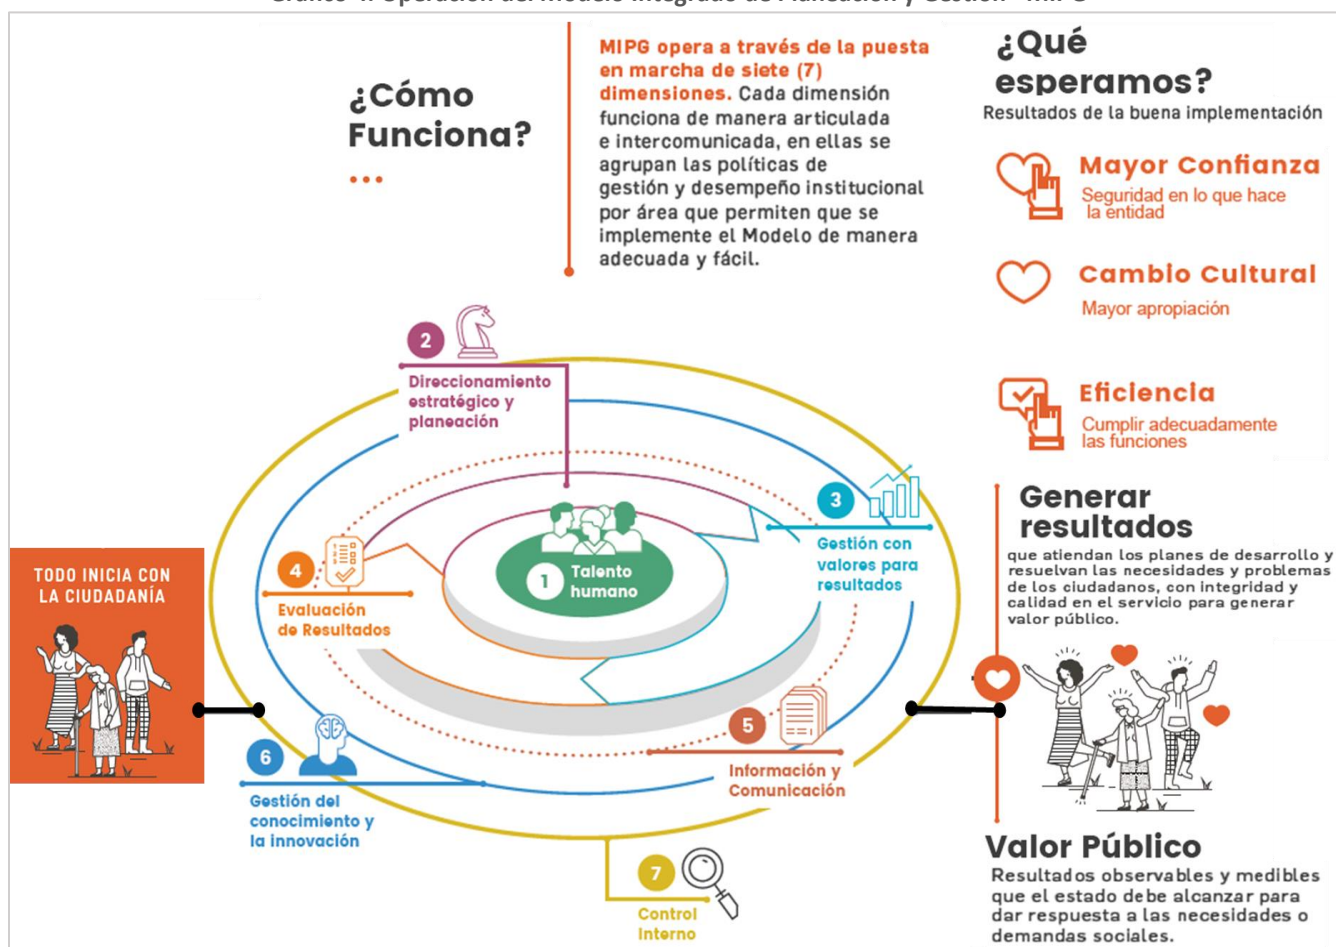 ¿Cómo
Funciona?
MIPG opera a través de la puesta
en marcha de siete (7)
dimensiones. Cada dimensión
funciona de manera articulada
e intercomunicada, en ellas se
agrupan las políticas de
gestión y desempeño institucional
por área que permiten que se
implemente el Modelo de manera
adecuada y fácil.
¿Qué
esperamos?
Resultados de la buena implementación
Mayor Confianza
Seguridad en lo que hace
la entidad
Cambio Cultural
Mayor apropiación
Eficiencia
Cumplir adecuadamente
las funciones
Generar
resultados
que atiendan los planes de desarrollo y
resuelvan las necesidades y problemas
de los ciudadanos, con integridad y
calidad en el servicio para generar
valor público.
Valor Público
Resultados observables y medibles
que el estado debe alcanzar para
dar respuesta a las necesidades o
demandas sociales.
TODO INICIA CON
LA CIUDADANÍA
1
Talento
humano
2
Direccionamiento
estratégico y
planeación
3
Gestión con
valores para
resultados
4
Evaluación
de Resultados
5
Información y
Comunicación
6
Gestión del
conocimiento y
la innovación
7
Control
Interno